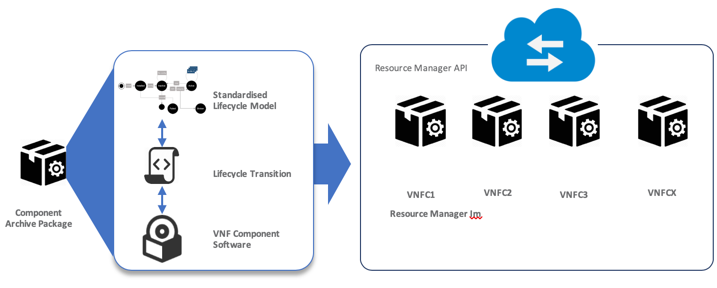 Component
Archive Package
Standardised
Lifecycle Model
Lifecycle Transition
VNF Component
Software
Resource Manager API
VNFC1
VNFC2
VNFC3
VNFCX
Resource Manager Im